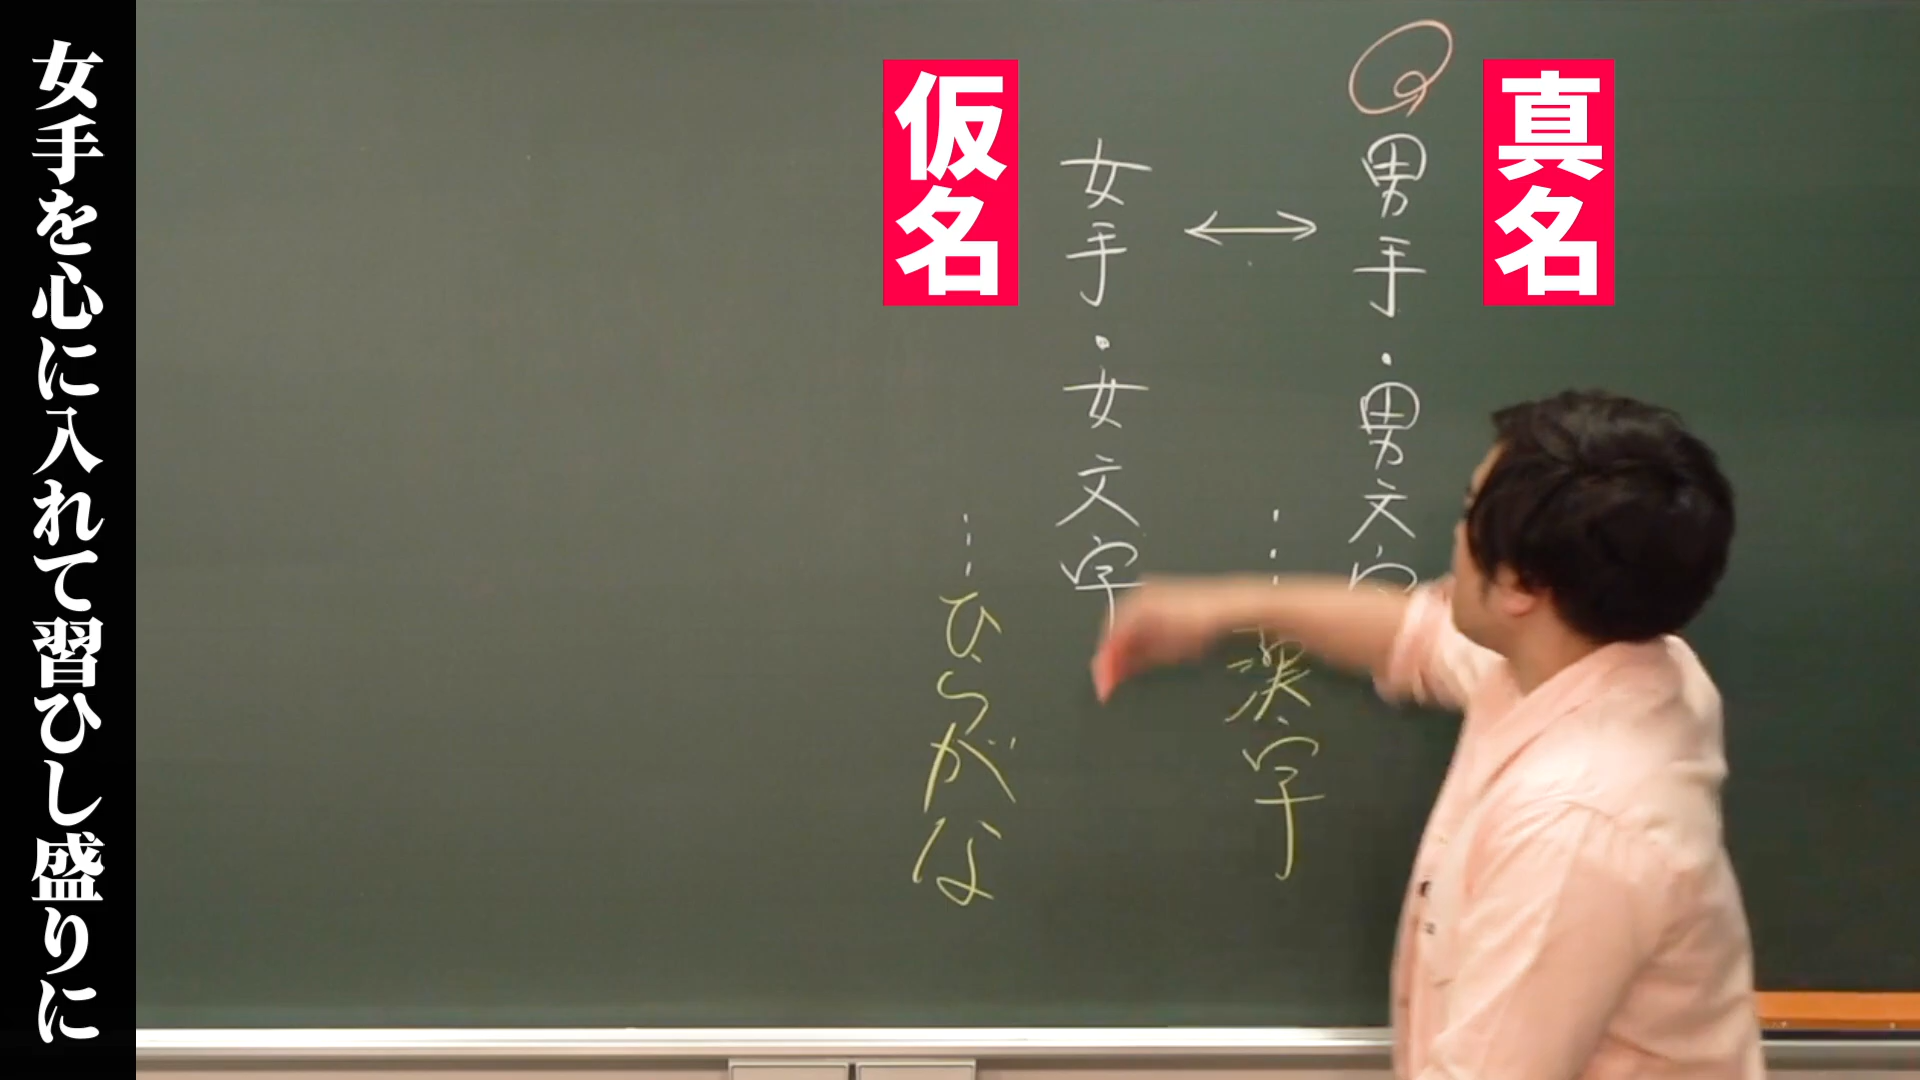 真名
男手・男文字
…漢字
仮名
女手・女文字
…ひらがな
女手を心に入れて習ひし盛りに